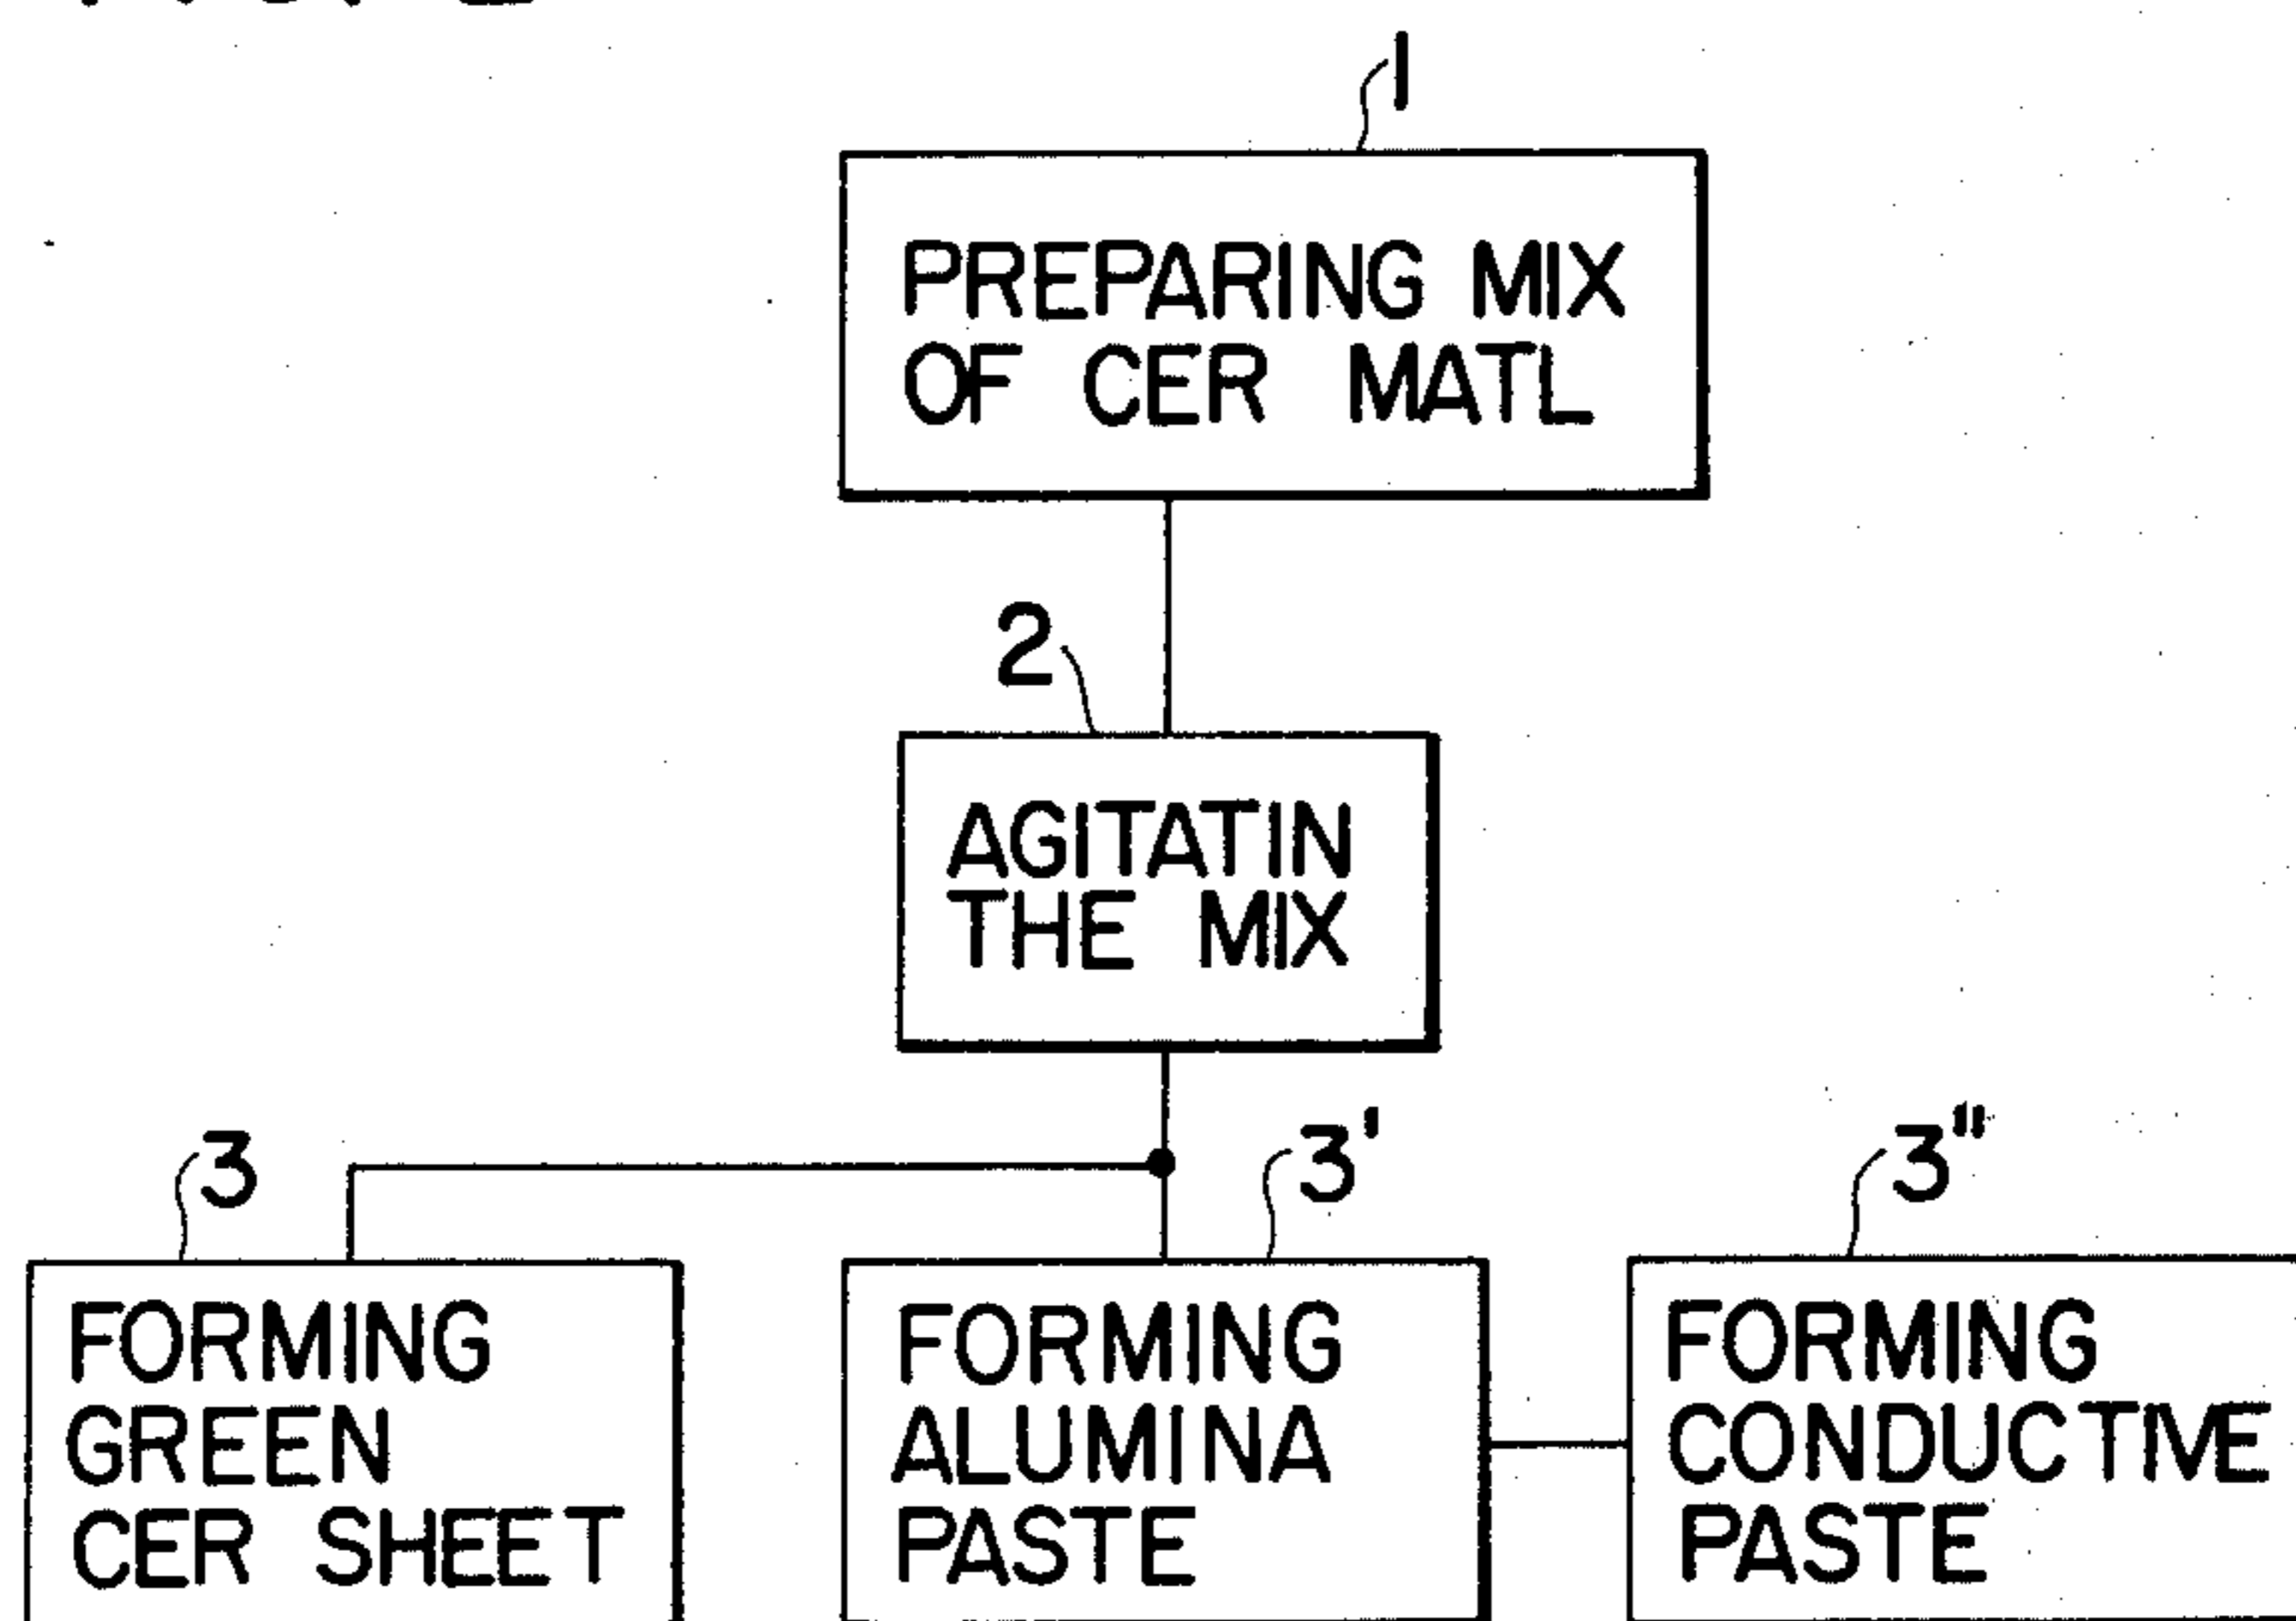 1
PREPARING MIX
OF CER MATL
2
AGITATIN
THE MIX
3
3'
3"
FORMING
GREEN
CER SHEET
FORMING
ALUMINA
PASTE
FORMING
CONDUCTIVE
PASTE